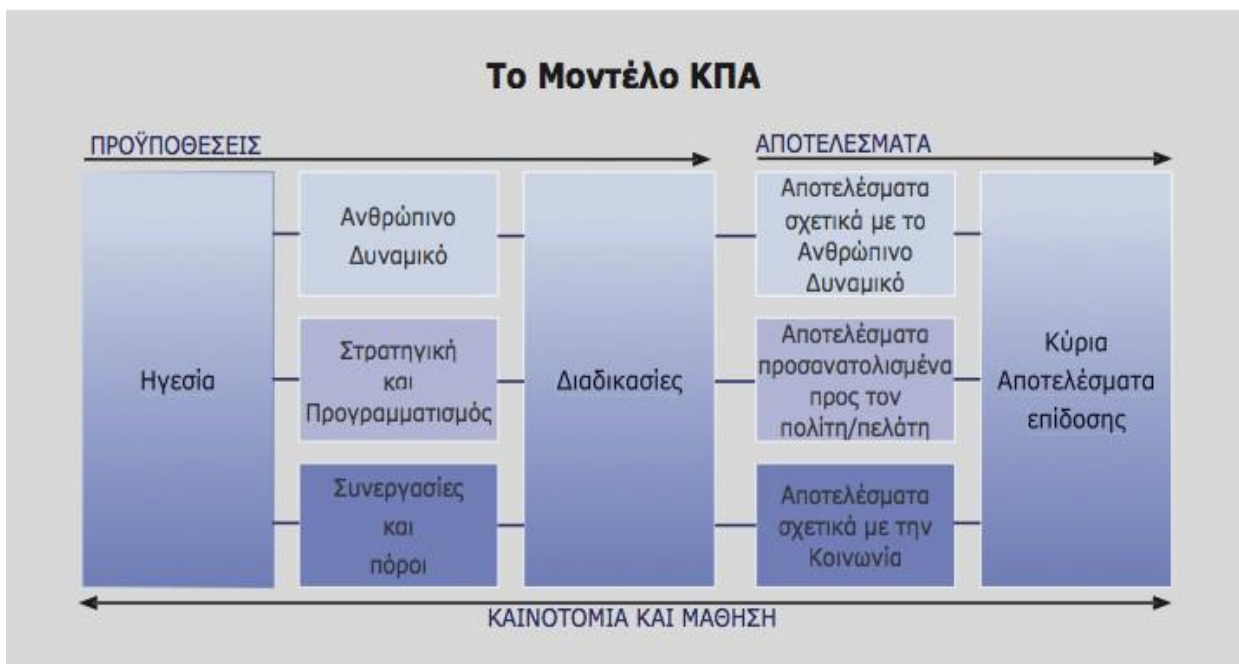 Το Μοντέλο ΚΠΑ
ΠΡΟΫΠΟΘΕΣΕΙΣ
ΑΠΟΤΕΛΕΣΜΑΤΑ
Ηγεσία
Ανθρώπινο
Δυναμικό
Στρατηγική
και
Προγραμματισμός
Συνεργασίες
και
πόροι
Διαδικασίες
Αποτελέσματα
σχετικά με το
Ανθρώπινο
Δυναμικό
Αποτελέσματα
προσανατολισμένα
προς τον
πολίτη/πελάτη
Αποτελέσματα
σχετικά με την
Κοινωνία
Κύρια
Αποτελέσματα
επίδοσης
ΚΑΙΝΟΤΟΜΙΑ ΚΑΙ ΜΑΘΗΣΗ